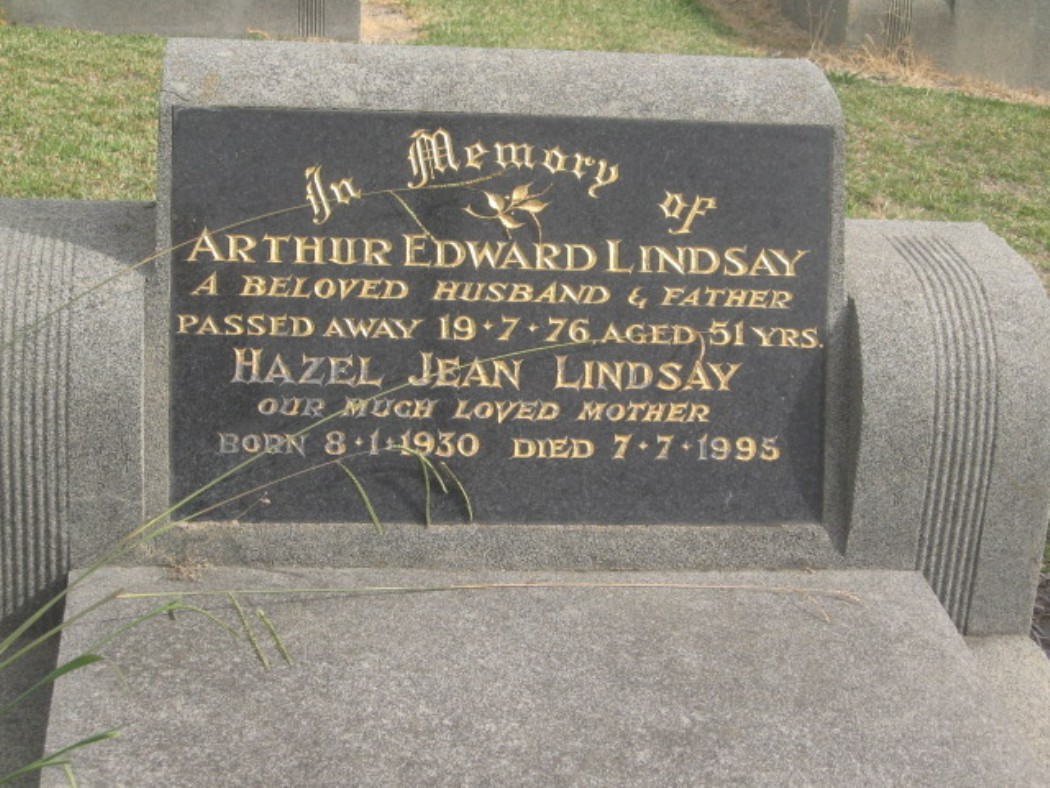 In Memory of
ARTHUR EDWARD LINDSAY
A BELOVED HUSBAND & FATHER
PASSED AWAY 19·7·76. AGED 51 YRS.
HAZEL JEAN LINDSAY
OUR MUCH LOVED MOTHER
BORN 8·1·1930 DIED 7·7·1995